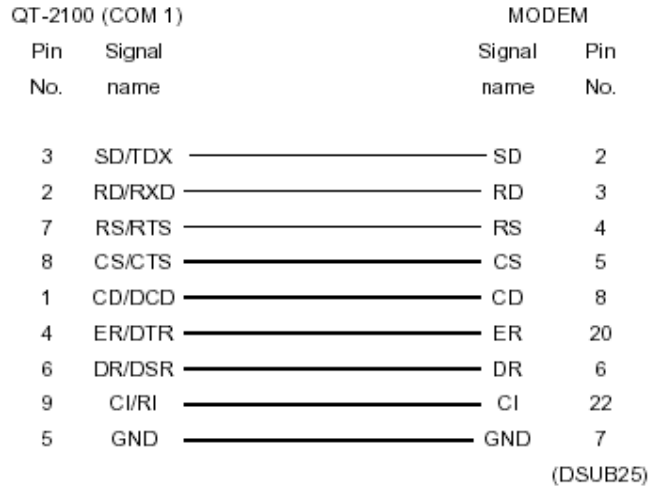 QT-2100 (COM 1) MODEM
Pin Signal Signal Pin
No. name name No.
3 SD/TDX SD 2
2 RD/RXD RD 3
7 RS/RTS RS 4
8 CS/CTS CS 5
1 CD/DCD CD 8
4 ER/DTR ER 20
6 DR/DSR DR 6
9 CI/RI CI 22
5 GND GND 7
(DSUB25)